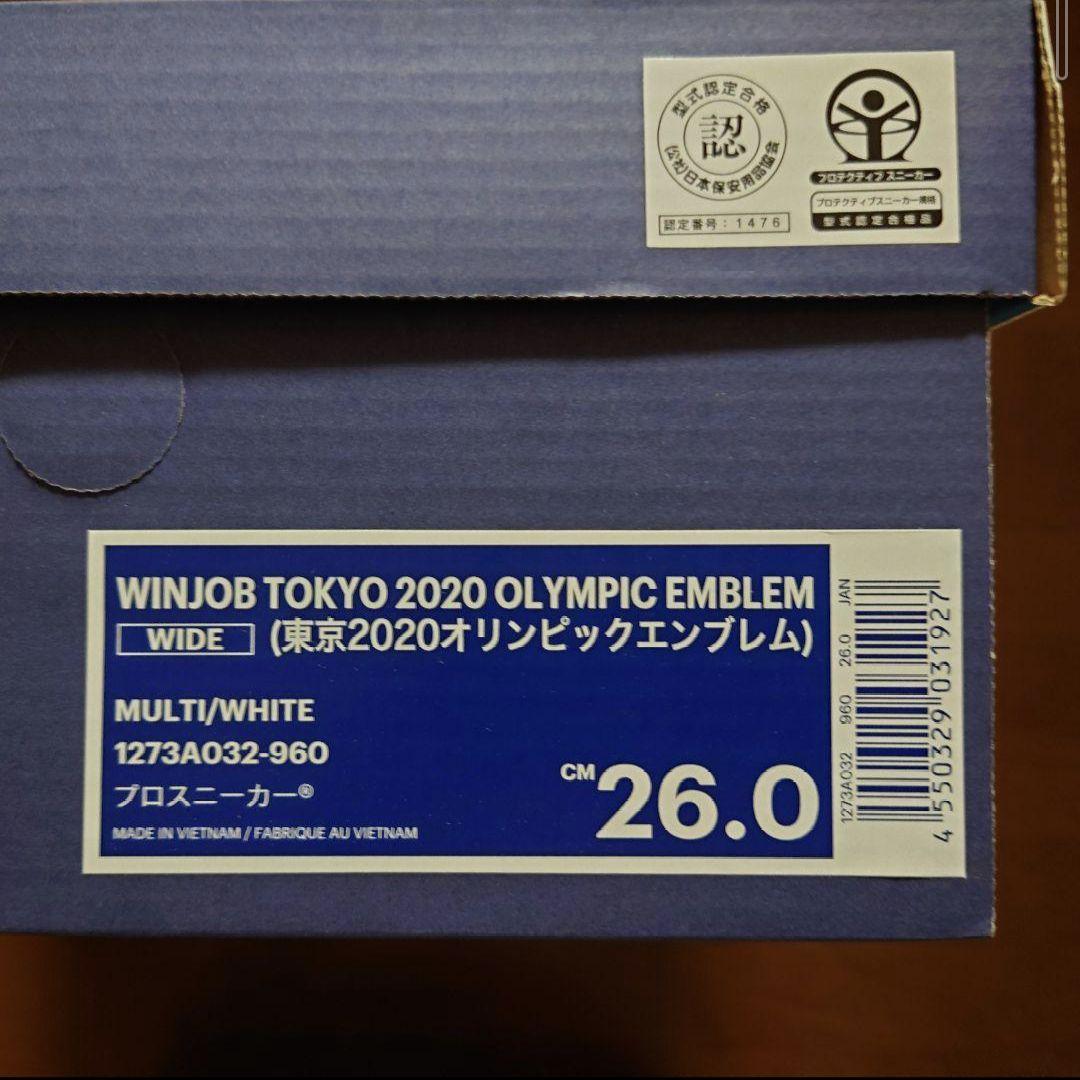 型式認定合格
認
(公社)日本保安用品協会
認定番号：1476
プロテクティブスニーカー
プロテクティブスニーカー規格
型式認定合格品
WINJOB TOKYO 2020 OLYMPIC EMBLEM
WIDE (東京2020オリンピックエンブレム)
MULTI/WHITE
1273A032-960
プロスニーカー®
MADE IN VIETNAM / FABRIQUE AU VIETNAM
CM 26.0
1273A032 960 26.0 JAN
4 550329 031927